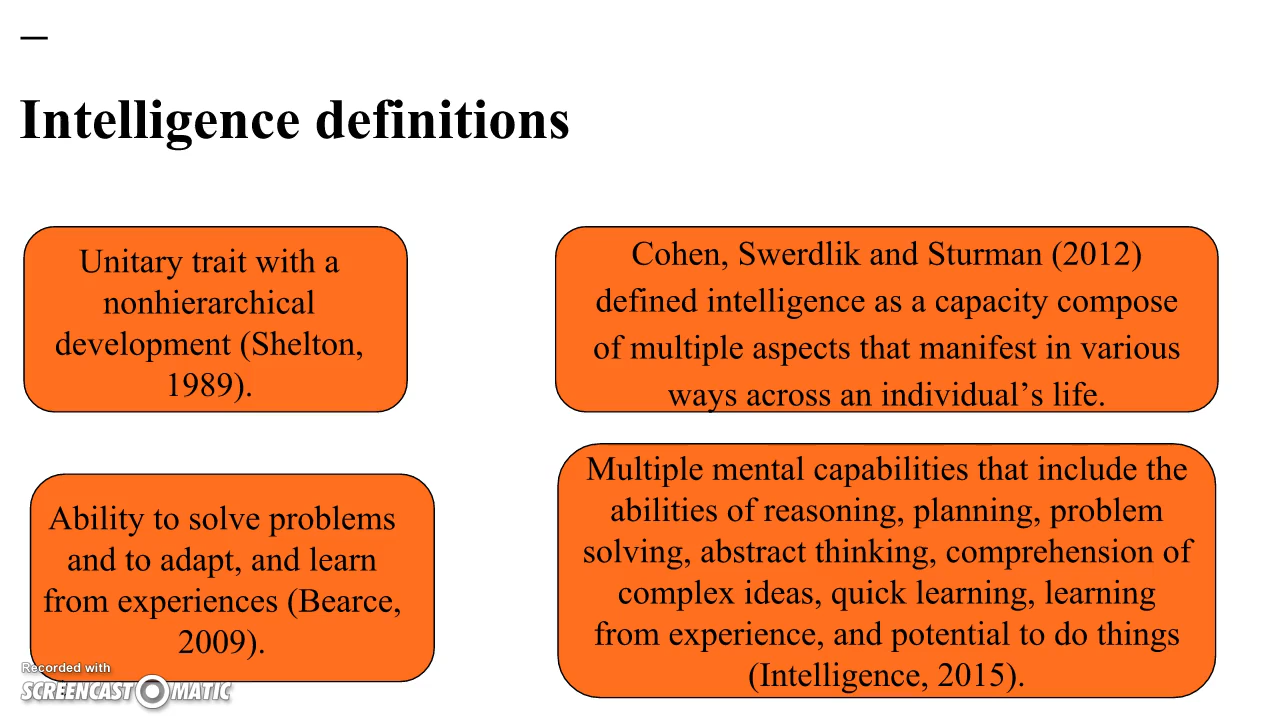 Intelligence definitions
Unitary trait with a
nonhierarchical
development (Shelton,
1989).
Cohen, Swerdlik and Sturman (2012)
defined intelligence as a capacity compose
of multiple aspects that manifest in various
ways across an individual’s life.
Ability to solve problems
and to adapt, and learn
from experiences (Bearce,
2009).
Multiple mental capabilities that include the
abilities of reasoning, planning, problem
solving, abstract thinking, comprehension of
complex ideas, quick learning, learning
from experience, and potential to do things
(Intelligence, 2015).
Recorded with
SCREENCAST-O-MATIC